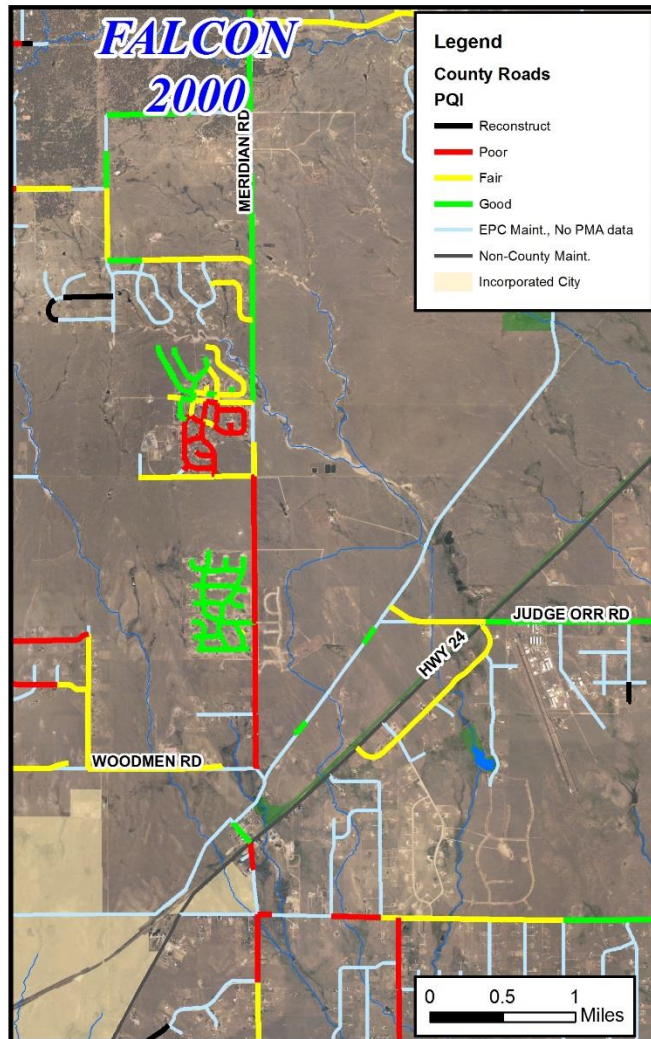 FALCON
2000
MERIDIAN RD
Legend
County Roads
PQI
Reconstruct
Poor
Fair
Good
EPC Maint., No PMA data
Non-County Maint.
Incorporated City
JUDGE ORR RD
HWY 24
WOODMEN RD
0 0.5 1
Miles